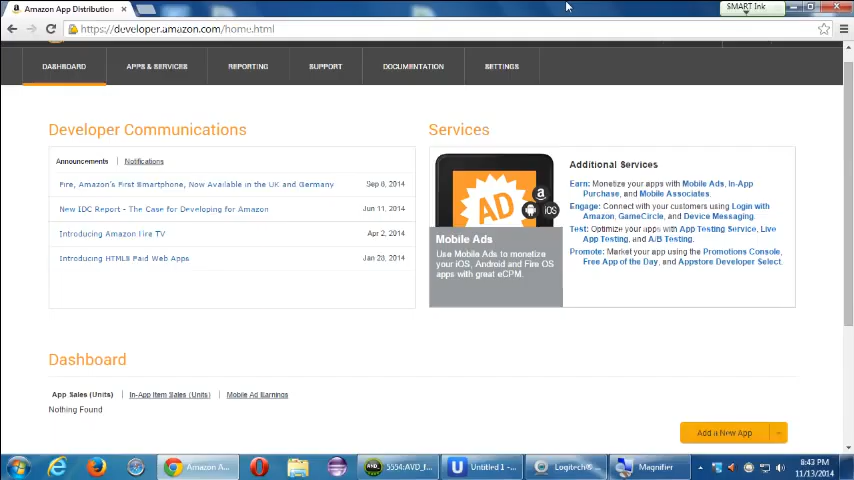 Amazon App Distribution
SMART Ink
https://developer.amazon.com/home.html
DASHBOARD
APPS & SERVICES
REPORTING
SUPPORT
DOCUMENTATION
SETTINGS
Developer Communications
Services
Announcements
Notifications
Fire, Amazon's First Smartphone, Now Available in the UK and Germany Sep 6, 2014
New IDC Report - The Case for Developing for Amazon Jun 11, 2014
Introducing Amazon Fire TV Apr 2, 2014
Introducing HTML5 Paid Web Apps Jan 28, 2014
AD
a
iOS
Mobile Ads
Use Mobile Ads to monetize
your iOS, Android and Fire OS
apps with great eCPM.
Additional Services
Earn: Monetize your apps with Mobile Ads, In-App
Purchase, and Mobile Associates.
Engage: Connect with your customers using Login with
Amazon, GameCircle, and Device Messaging.
Test: Optimize your apps with App Testing Service, Live
App Testing, and A/B Testing.
Promote: Market your app using the Promotions Console,
Free App of the Day, and Appstore Developer Select.
Dashboard
App Sales (Units)
In-App Item Sales (Units)
Mobile Ad Earnings
Nothing Found
Add a New App
Amazon A...
5554:AVD_f...
Untitled 1 - ...
Logitech® ...
Magnifier
8:43 PM
11/13/2014